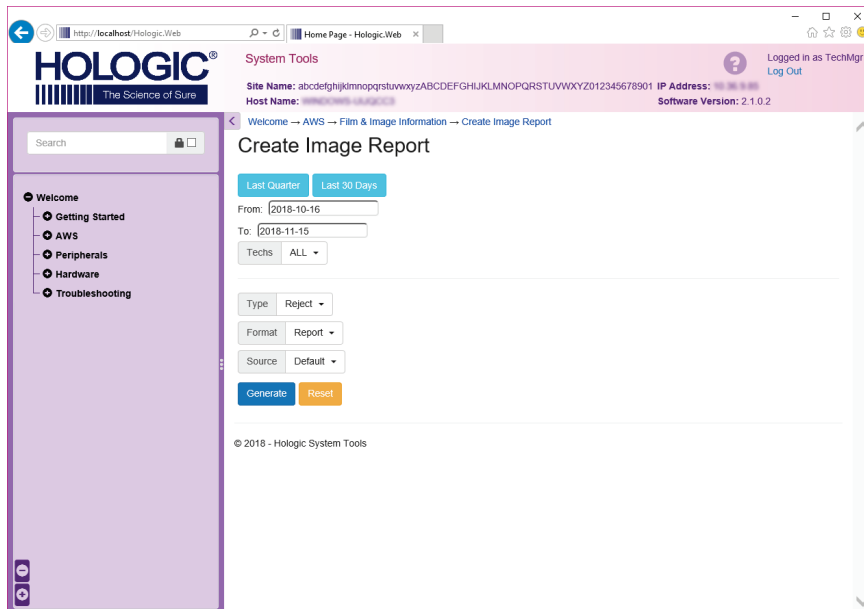 http://localhost/Hologic.Web
Home Page - Hologic.Web
HOLOGIC®
The Science of Sure
System Tools
Logged in as TechMgr
Log Out
Site Name: abcdefghijklmnopqrstuvwxyzABCDEFGHIJKLMNOPQRSTUVWXYZ012345678901 IP Address:
Host Name:
Software Version: 2.1.0.2
Search
Welcome
Getting Started
AWS
Peripherals
Hardware
Troubleshooting
Welcome → AWS → Film & Image Information → Create Image Report
Create Image Report
Last Quarter Last 30 Days
From: 2018-10-16
To: 2018-11-15
Techs ALL
Type Reject
Format Report
Source Default
Generate Reset
© 2018 - Hologic System Tools